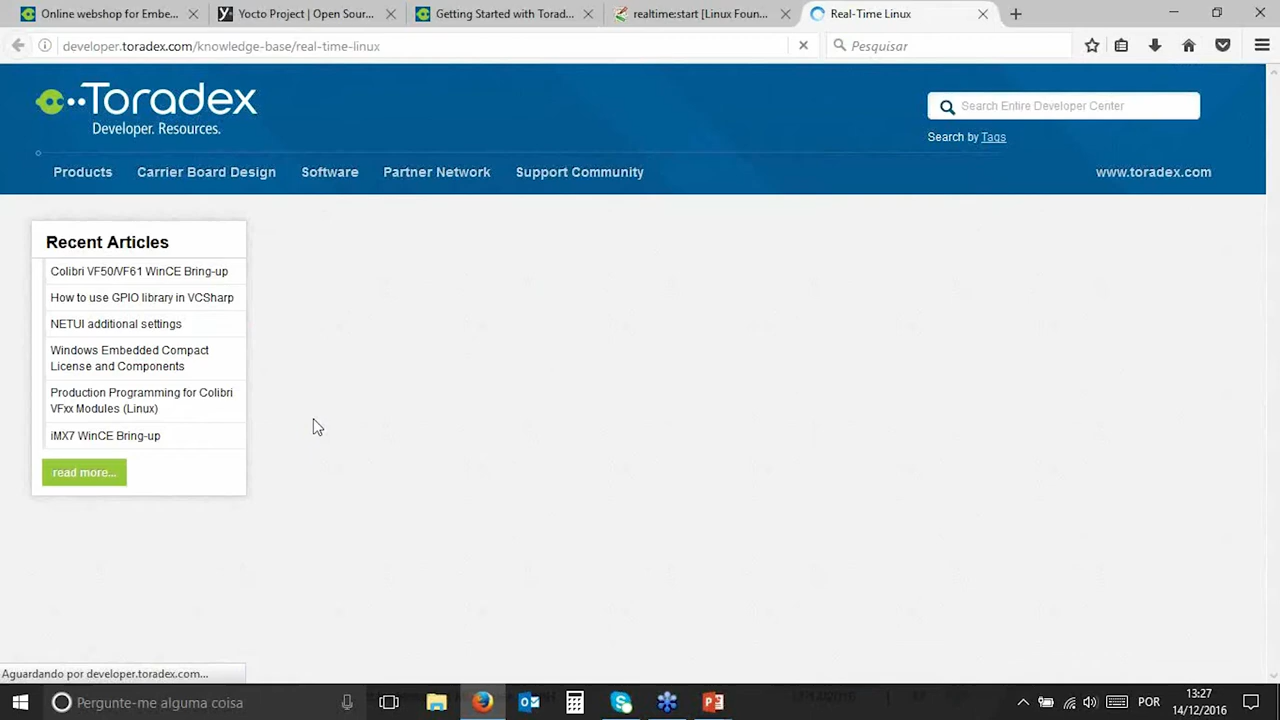 Online webshop for Embe...
Yocto Project | Open Sour...
Getting Started with Torad...
realtime:start [Linux Foun...
Real-Time Linux
developer.toradex.com/knowledge-base/real-time-linux
Pesquisar
Toradex
Developer. Resources.
Search Entire Developer Center
Search by Tags
Products
Carrier Board Design
Software
Partner Network
Support Community
www.toradex.com
Recent Articles
Colibri VF50/VF61 WinCE Bring-up
How to use GPIO library in VCSharp
NETUI additional settings
Windows Embedded Compact
License and Components
Production Programming for Colibri
VFxx Modules (Linux)
iMX7 WinCE Bring-up
read more...
Aguardando por developer.toradex.com...
Pergunte-me alguma coisa
POR
13:27
14/12/2016